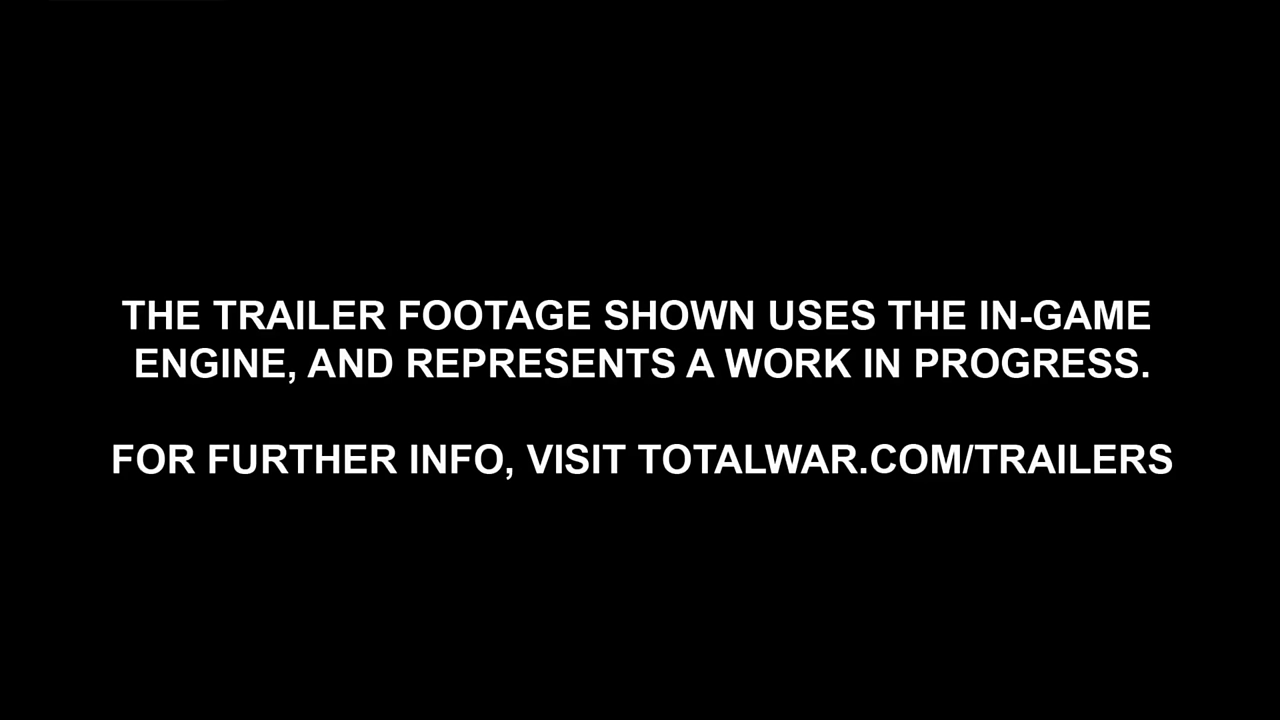 THE TRAILER FOOTAGE SHOWN USES THE IN-GAME
ENGINE, AND REPRESENTS A WORK IN PROGRESS.
FOR FURTHER INFO, VISIT TOTALWAR.COM/TRAILERS